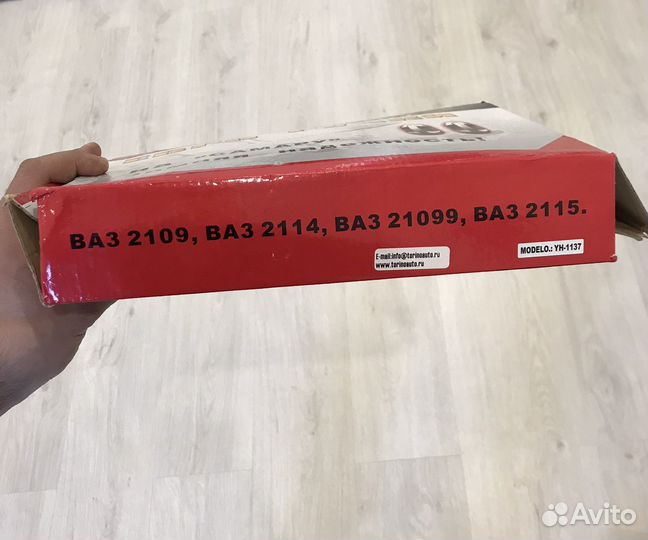 НАДЕЖНОСТЬ!
ВАЗ 2109, ВАЗ 2114, ВАЗ 21099, ВАЗ 2115.
E-mail:info@torinoauto.ru
www.torinoauto.ru
MODELO.: YH-1137
Avito